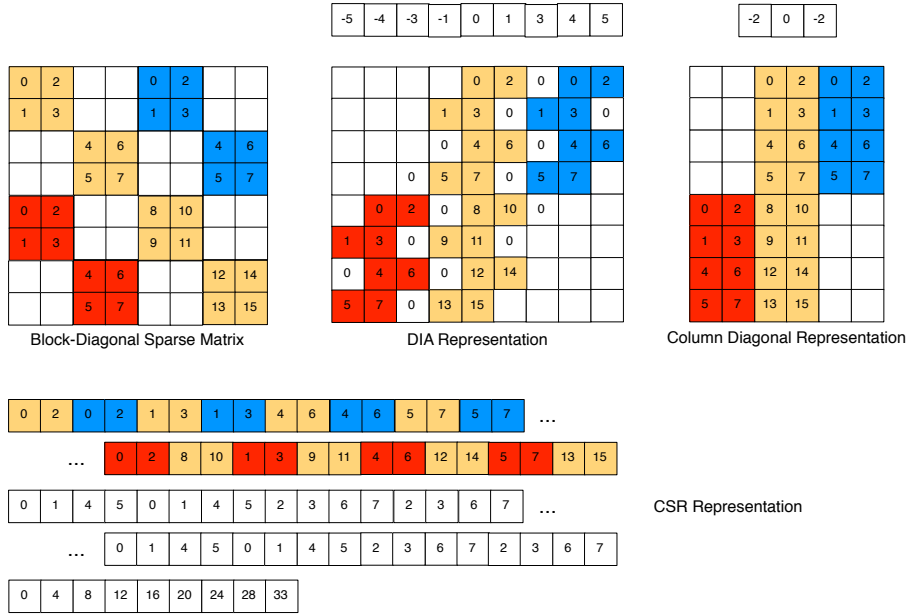 -5 -4 -3 -1 0 1 3 4 5
-2 0 -2
0 2 0 2
1 3 1 3
4 6 4 6
5 7 5 7
0 2 8 10
1 3 9 11
4 6 12 14
5 7 13 15
Block-Diagonal Sparse Matrix
0 2 0 0 2
1 3 0 1 3 0
0 4 6 0 4 6
0 5 7 0 5 7
0 2 0 8 10 0
1 3 0 9 11 0
0 4 6 0 12 14
5 7 0 13 15
DIA Representation
0 2 0 2
1 3 1 3
4 6 4 6
5 7 5 7
0 2 8 10
1 3 9 11
4 6 12 14
5 7 13 15
Column Diagonal Representation
0 2 0 2 1 3 1 3 4 6 4 6 5 7 5 7 ...
... 0 2 8 10 1 3 9 11 4 6 12 14 5 7 13 15
0 1 4 5 0 1 4 5 2 3 6 7 2 3 6 7 ...
CSR Representation
... 0 1 4 5 0 1 4 5 2 3 6 7 2 3 6 7
0 4 8 12 16 20 24 28 33